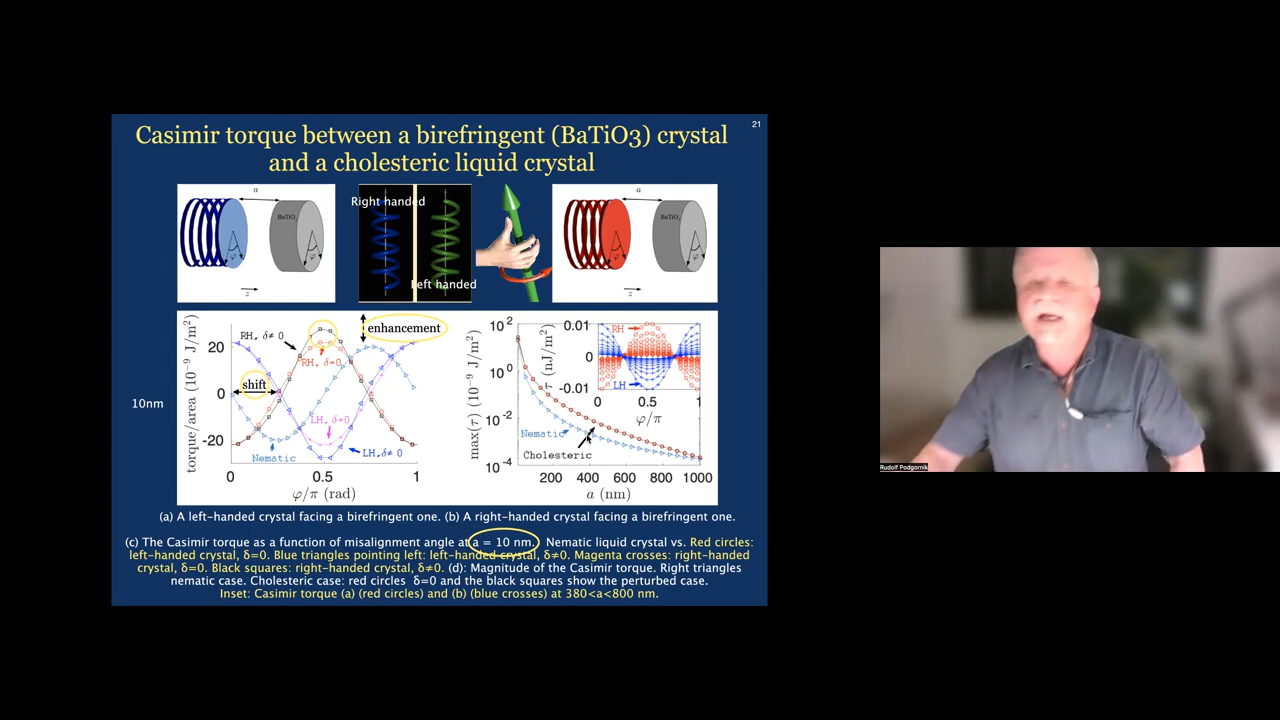 21
Casimir torque between a birefringent (BaTiO3) crystal
and a cholesteric liquid crystal
a
BaTiO3
φ
φ
z
Right handed
Left handed
a
BaTiO3
φ
φ
z
10nm
torque/area (10⁻⁹ J/m²)
20
0
-20
RH, δ≠ 0
RH, δ=0
enhancement
shift
LH, δ=0
Nematic
LH,δ≠ 0
0
0.5
1
φ/π (rad)
max(τ) (10⁻⁹ J/m²)
10²
10⁰
10⁻²
10⁻⁴
τ (nJ/m²)
0.01
0
-0.01
RH
LH
0
0.5
1
φ/π
Nematic
Cholesteric
200
400
600
800
1000
a (nm)
(a) A left-handed crystal facing a birefringent one. (b) A right-handed crystal facing a birefringent one.
(c) The Casimir torque as a function of misalignment angle at a = 10 nm. Nematic liquid crystal vs. Red circles:
left-handed crystal, δ=0. Blue triangles pointing left: left-handed crystal, δ≠0. Magenta crosses: right-handed
crystal, δ=0. Black squares: right-handed crystal, δ≠0. (d): Magnitude of the Casimir torque. Right triangles
nematic case. Cholesteric case: red circles δ=0 and the black squares show the perturbed case.
Inset: Casimir torque (a) (red circles) and (b) (blue crosses) at 380<a<800 nm.
Rudolf Podgornik